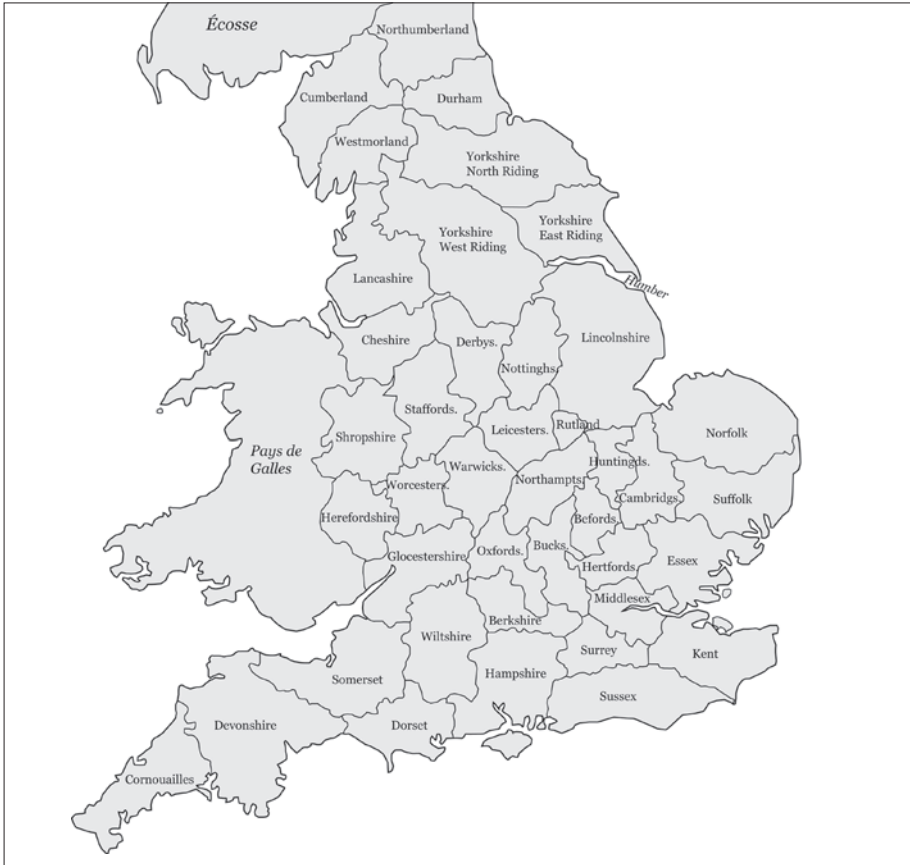 Écosse
Northumberland
Cumberland
Durham
Westmorland
Yorkshire
North Riding
Yorkshire
West Riding
Yorkshire
East Riding
Lancashire
Humber
Cheshire
Derbys.
Nottinghs.
Lincolnshire
Staffords.
Leicesters.
Rutland
Norfolk
Shropshire
Pays de
Galles
Warwicks.
Huntingds.
Worcesters.
Northampts.
Cambridgs.
Suffolk
Herefordshire
Befords.
Glocestershire
Oxfords.
Bucks.
Hertfords.
Essex
Middlesex
Berkshire
Wiltshire
Surrey
Kent
Somerset
Hampshire
Sussex
Devonshire
Dorset
Cornouailles